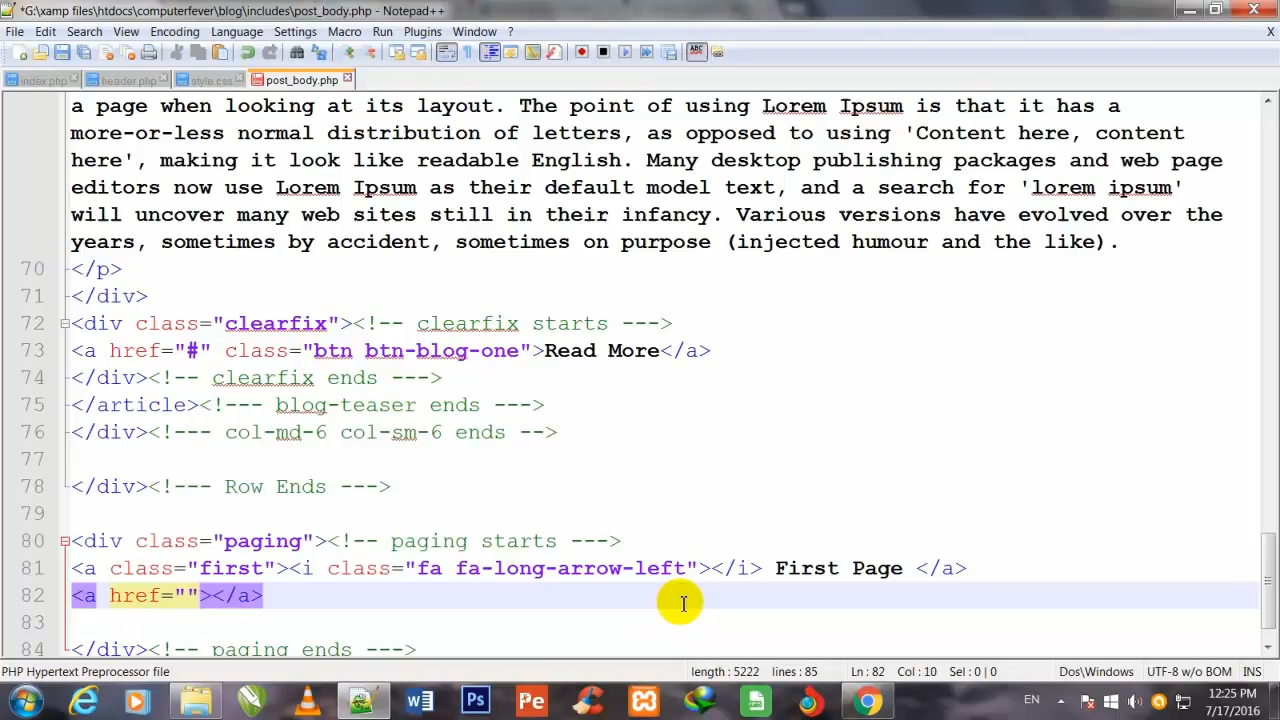 *G:\xamp files\htdocs\computerfever\blog\includes\post_body.php - Notepad++
File Edit Search View Encoding Language Settings Macro Run Plugins Window ? X
index.php header.php style.css post_body.php
a page when looking at its layout. The point of using Lorem Ipsum is that it has a
more-or-less normal distribution of letters, as opposed to using 'Content here, content
here', making it look like readable English. Many desktop publishing packages and web page
editors now use Lorem Ipsum as their default model text, and a search for 'lorem ipsum'
will uncover many web sites still in their infancy. Various versions have evolved over the
years, sometimes by accident, sometimes on purpose (injected humour and the like).
70 </p>
71 </div>
72 <div class="clearfix"><!-- clearfix starts --->
73 <a href="#" class="btn btn-blog-one">Read More</a>
74 </div><!-- clearfix ends --->
75 </article><!--- blog-teaser ends --->
76 </div><!--- col-md-6 col-sm-6 ends -->
77
78 </div><!--- Row Ends --->
79
80 <div class="paging"><!-- paging starts --->
81 <a class="first"><i class="fa fa-long-arrow-left"></i> First Page </a>
82 <a href=""></a>
83
84 </div><!-- paging ends --->
PHP Hypertext Preprocessor file length : 5222 lines : 85 Ln : 82 Col : 10 Sel : 0 | 0 Dos\Windows UTF-8 w/o BOM INS
Ps Pe EN 12:25 PM
7/17/2016